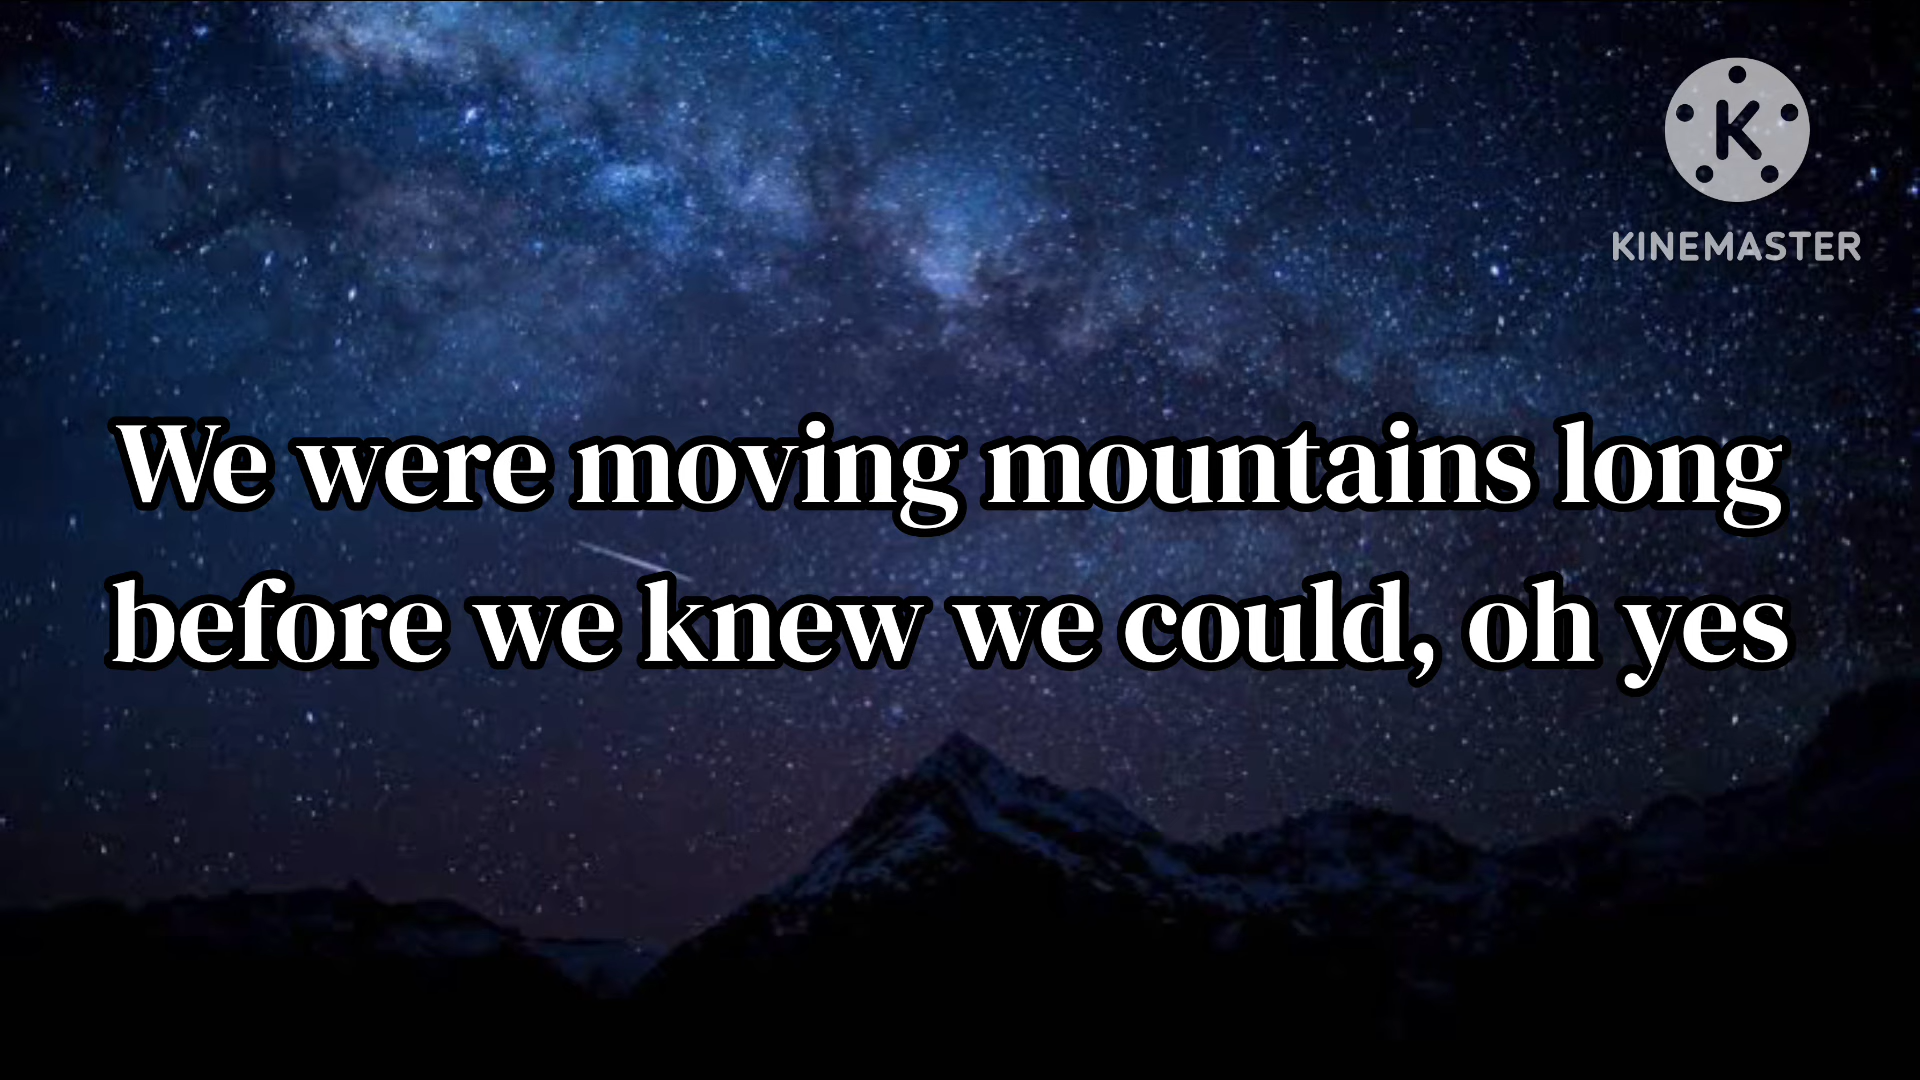 K
KINEMASTER
We were moving mountains long
before we knew we could, oh yes